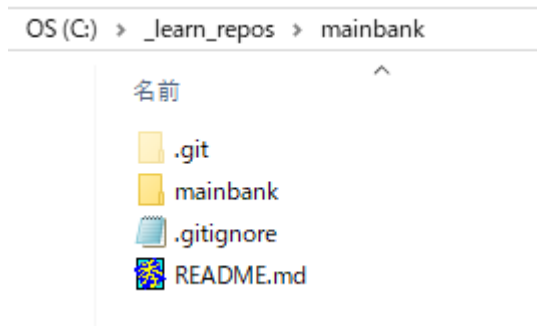 OS (C:) > _learn_repos > mainbank
名前
.git
mainbank
.gitignore
README.md